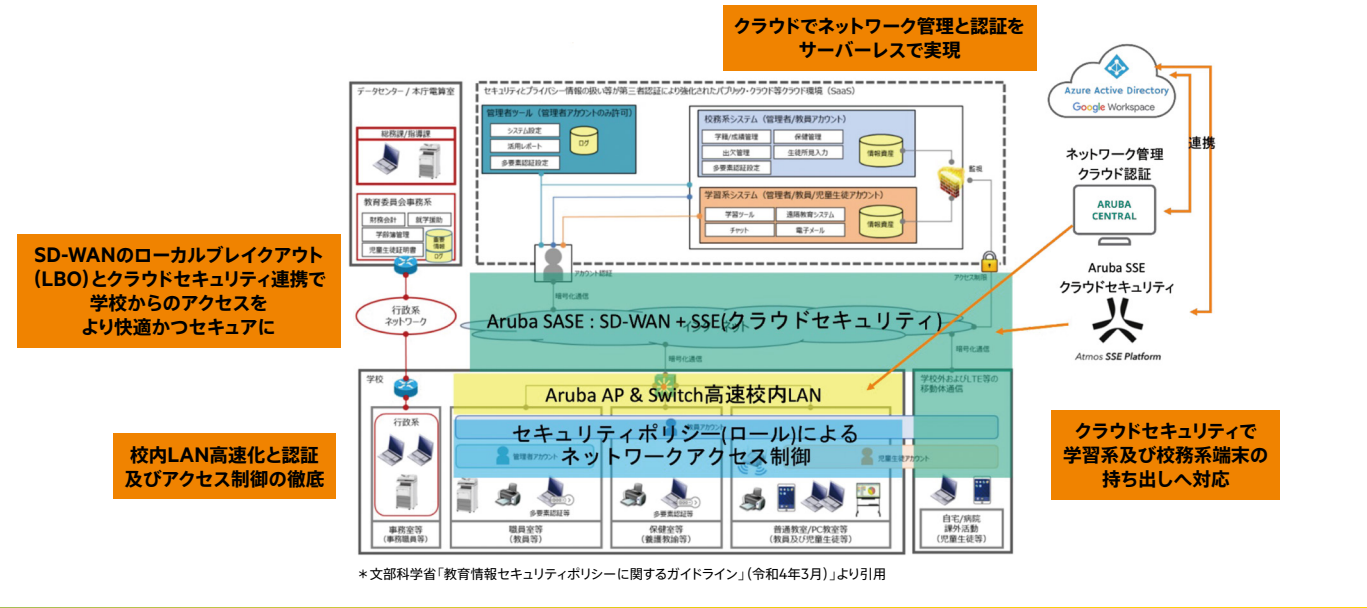 クラウドでネットワーク管理と認証を
サーバーレスで実現
データセンター / 本庁電算室
総務課/指導課
教育委員会事務系
財務会計
就学援助
学齢簿管理
児童生徒証明書
重要
情報
ログ
セキュリティとプライバシー情報の扱い等が第三者認証により強化されたパブリック・クラウド等クラウド環境（SaaS）
管理者ツール（管理者アカウントのみ許可）
システム設定
活用レポート
多要素認証設定
ログ
校務系システム（管理者/教員アカウント）
学籍/成績管理
保健管理
出欠管理
生徒所見入力
多要素認証設定
情報資産
学習系システム（管理者/教員/児童生徒アカウント）
学習ツール
遠隔教育システム
チャット
電子メール
情報資産
監視
アクセス制限
アカウント認証
暗号化通信
Azure Active Directory
Google Workspace
連携
ネットワーク管理
クラウド認証
ARUBA
CENTRAL
Aruba SSE
クラウドセキュリティ
Atmos SSE Platform
SD-WANのローカルブレイクアウト
(LBO)とクラウドセキュリティ連携で
学校からのアクセスを
より快適かつセキュアに
行政系
ネットワーク
Aruba SASE : SD-WAN + SSE(クラウドセキュリティ)
暗号化通信
暗号化通信
学校
Aruba AP & Switch高速校内LAN
学校外およびLTE等の
移動体通信
行政系
セキュリティポリシー(ロール)による
ネットワークアクセス制御
教員アカウント
管理者アカウント
児童生徒アカウント
多要素認証等
多要素認証等
事務室等
（事務職員等）
職員室等
（教員等）
保健室等
（養護教諭等）
普通教室/PC教室等
（教員及び児童生徒等）
自宅/病院
課外活動
（児童生徒等）
校内LAN高速化と認証
及びアクセス制御の徹底
クラウドセキュリティで
学習系及び校務系端末の
持ち出しへ対応
＊文部科学省「教育情報セキュリティポリシーに関するガイドライン」（令和4年3月）」より引用